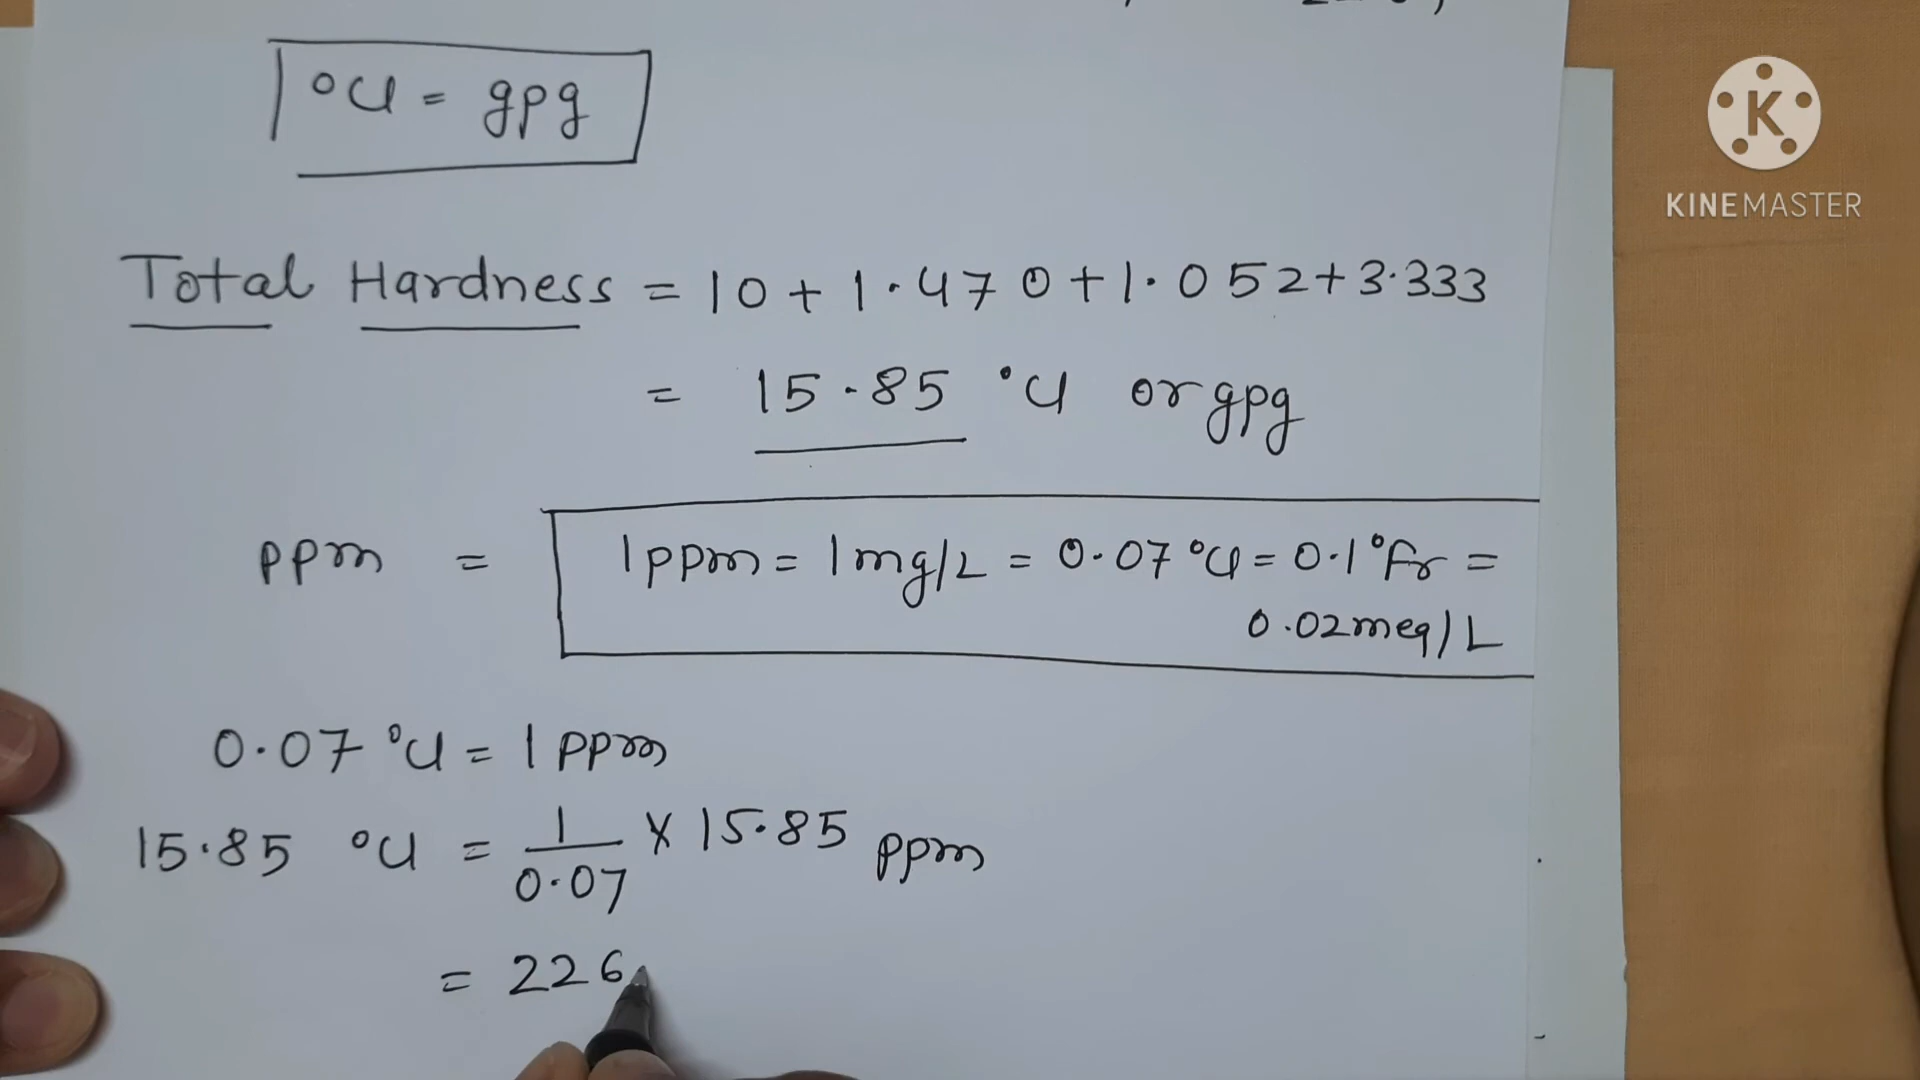 1 °Cl = gpg
K
KINEMASTER
Total Hardness = 10 + 1.470 + 1.052 + 3.333
= 15.85 °Cl or gpg
ppm = 1ppm = 1mg/L = 0.07 °Cl = 0.1 °Fr =
0.02meq/L
0.07 °Cl = 1 ppm
15.85 °Cl = 1/0.07 X 15.85 ppm
= 226